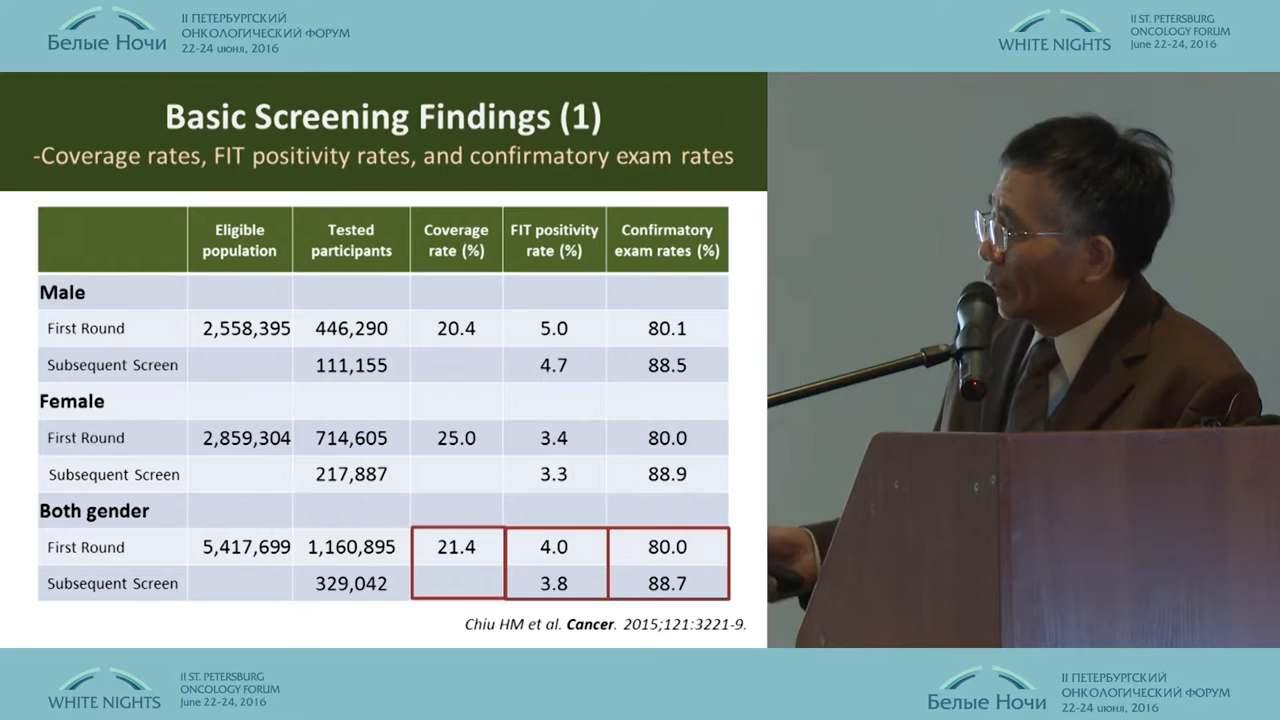 Белые Ночи
II ПЕТЕРБУРГСКИЙ
ОНКОЛОГИЧЕСКИЙ ФОРУМ
22-24 июня, 2016
WHITE NIGHTS
II ST. PETERSBURG
ONCOLOGY FORUM
June 22-24, 2016
Basic Screening Findings (1)
-Coverage rates, FIT positivity rates, and confirmatory exam rates
Eligible population Tested participants Coverage rate (%) FIT positivity rate (%) Confirmatory exam rates (%)
Male
First Round 2,558,395 446,290 20.4 5.0 80.1
Subsequent Screen 111,155 4.7 88.5
Female
First Round 2,859,304 714,605 25.0 3.4 80.0
Subsequent Screen 217,887 3.3 88.9
Both gender
First Round 5,417,699 1,160,895 21.4 4.0 80.0
Subsequent Screen 329,042 3.8 88.7
Chiu HM et al. Cancer. 2015;121:3221-9.
WHITE NIGHTS
II ST. PETERSBURG
ONCOLOGY FORUM
June 22-24, 2016
Белые Ночи
II ПЕТЕРБУРГСКИЙ
ОНКОЛОГИЧЕСКИЙ ФОРУМ
22-24 июня, 2016